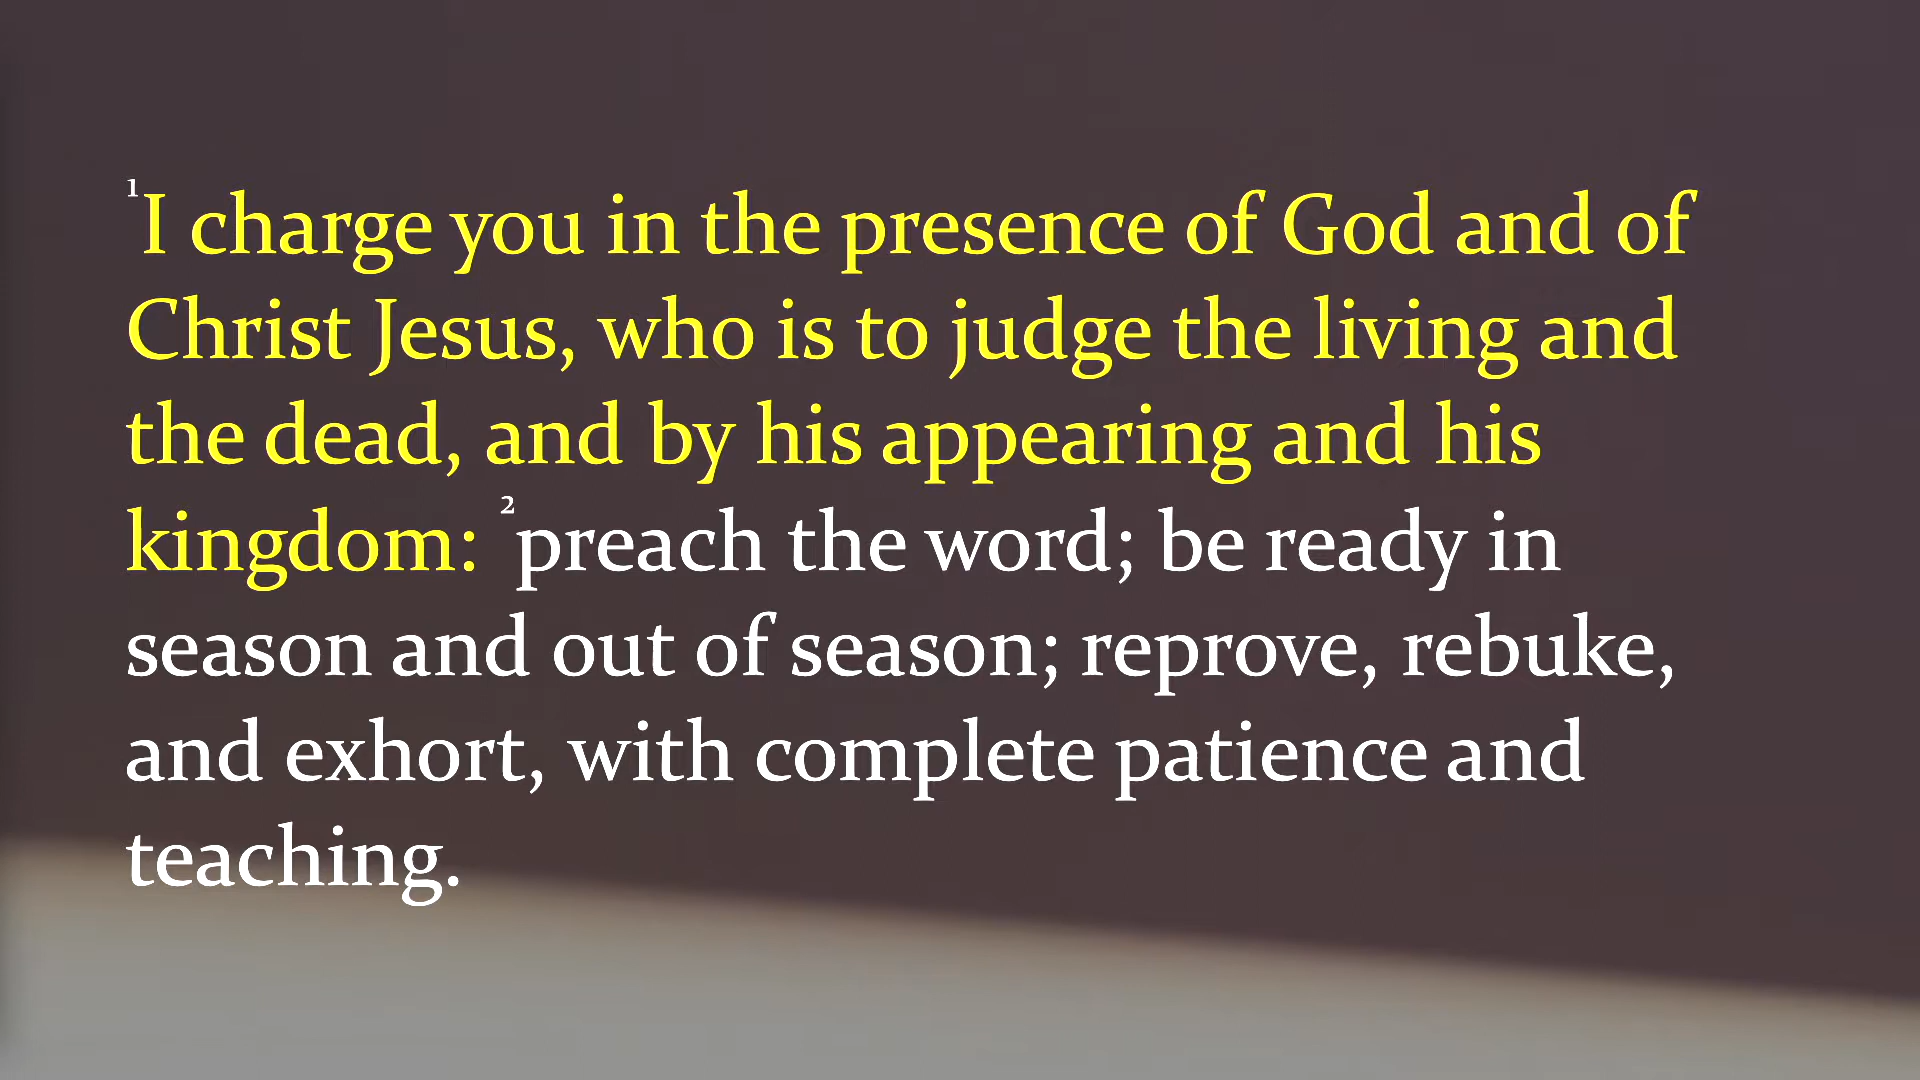 ¹I charge you in the presence of God and of
Christ Jesus, who is to judge the living and
the dead, and by his appearing and his
kingdom: ²preach the word; be ready in
season and out of season; reprove, rebuke,
and exhort, with complete patience and
teaching.